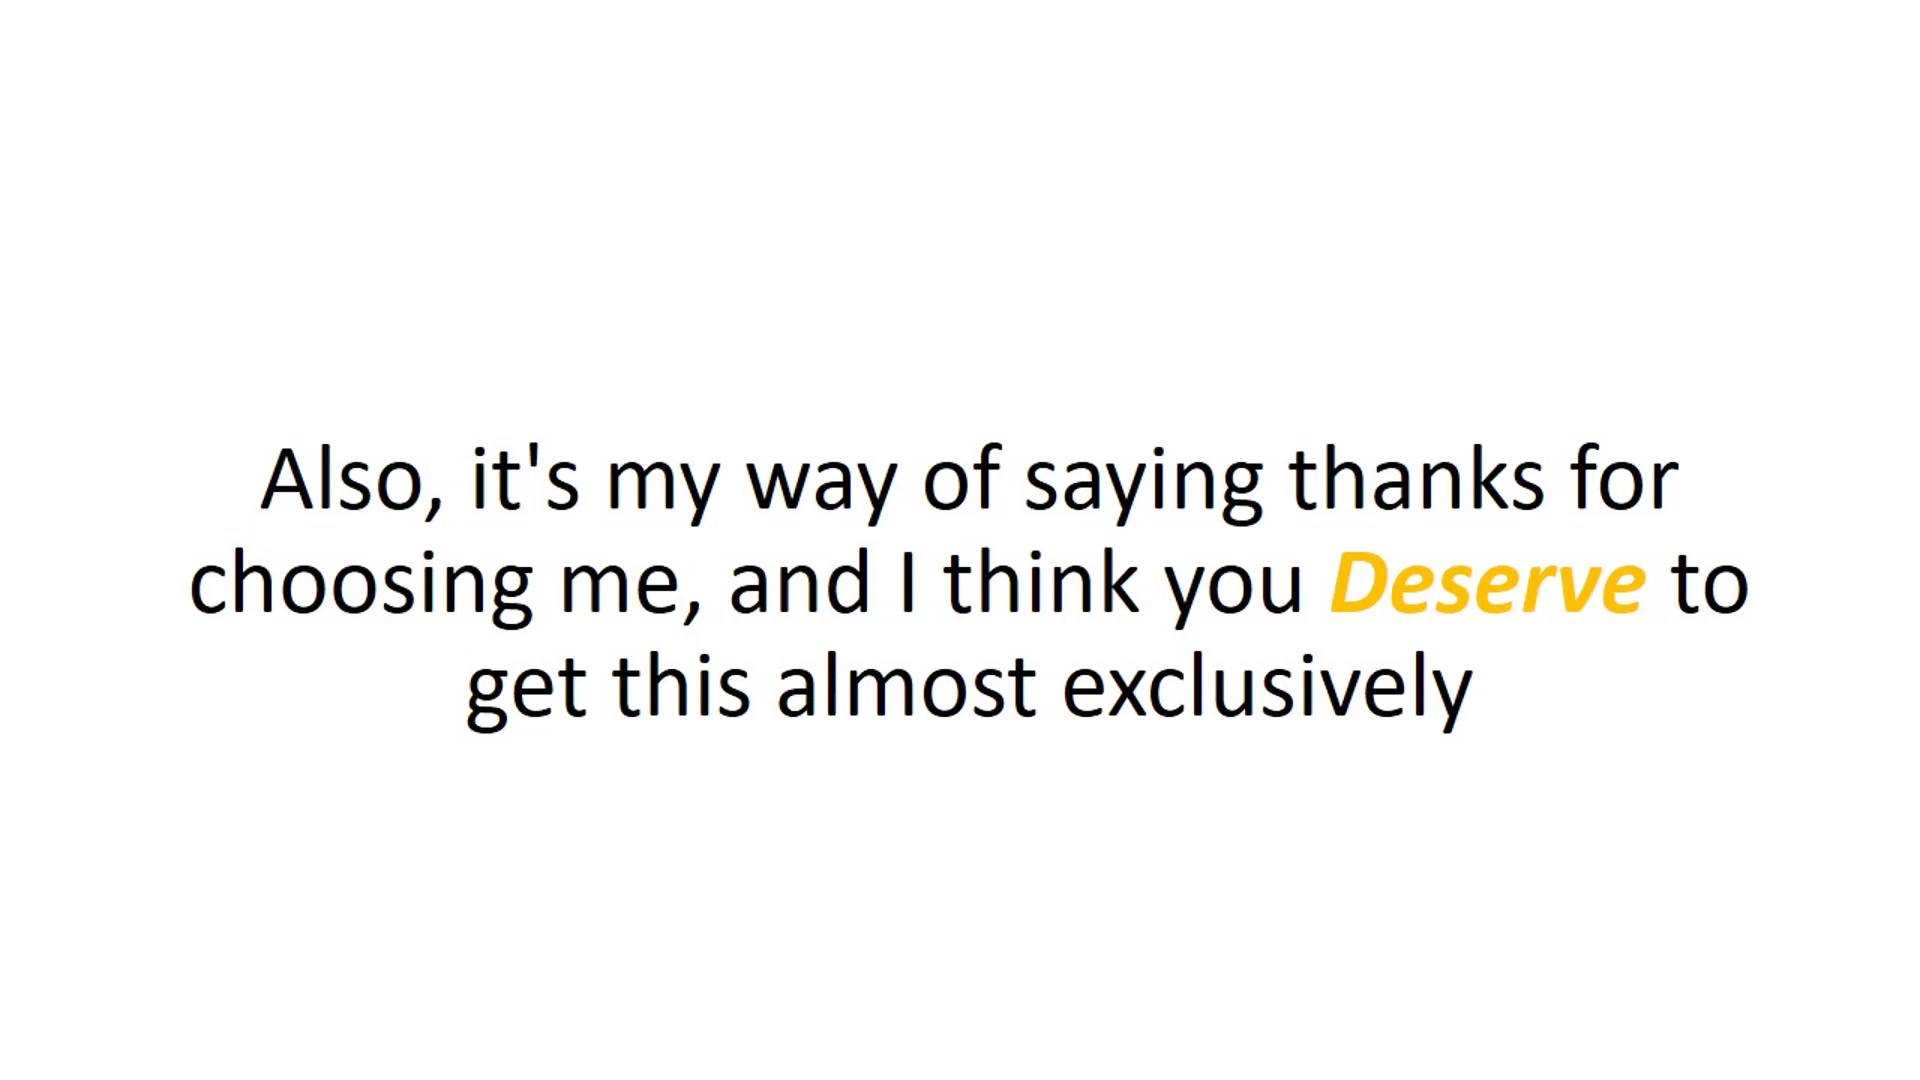 Also, it's my way of saying thanks for
choosing me, and I think you Deserve to
get this almost exclusively